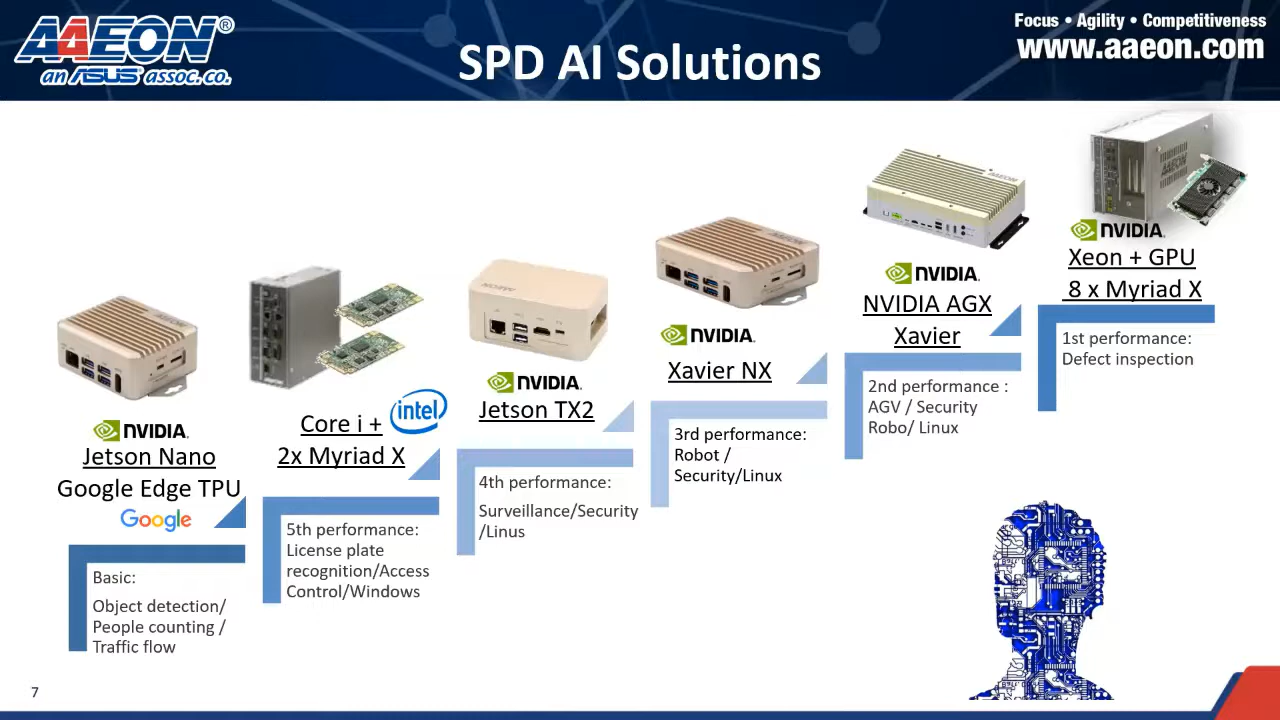 AAEON®
an ASUS assoc. co.
SPD AI Solutions
Focus • Agility • Competitiveness
www.aaeon.com
NVIDIA.
Jetson Nano
Google Edge TPU
Google
Basic:
Object detection/
People counting /
Traffic flow
intel
Core i +
2x Myriad X
5th performance:
License plate
recognition/Access
Control/Windows
NVIDIA.
Jetson TX2
4th performance:
Surveillance/Security
/Linus
NVIDIA.
Xavier NX
3rd performance:
Robot /
Security/Linux
NVIDIA.
NVIDIA AGX
Xavier
2nd performance :
AGV / Security
Robo/ Linux
AAEON
NVIDIA.
Xeon + GPU
8 x Myriad X
1st performance:
Defect inspection
7